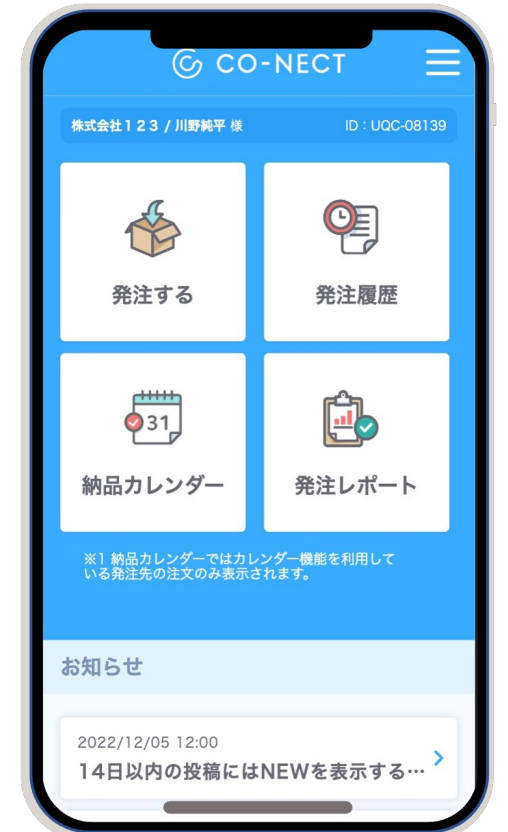 CO-NECT
株式会社123 / 川野純平 様
ID：UQC-08139
発注する
発注履歴
31
納品カレンダー
発注レポート
※1 納品カレンダーではカレンダー機能を利用して
いる発注先の注文のみ表示されます。
お知らせ
2022/12/05 12:00
14日以内の投稿にはNEWを表示する…